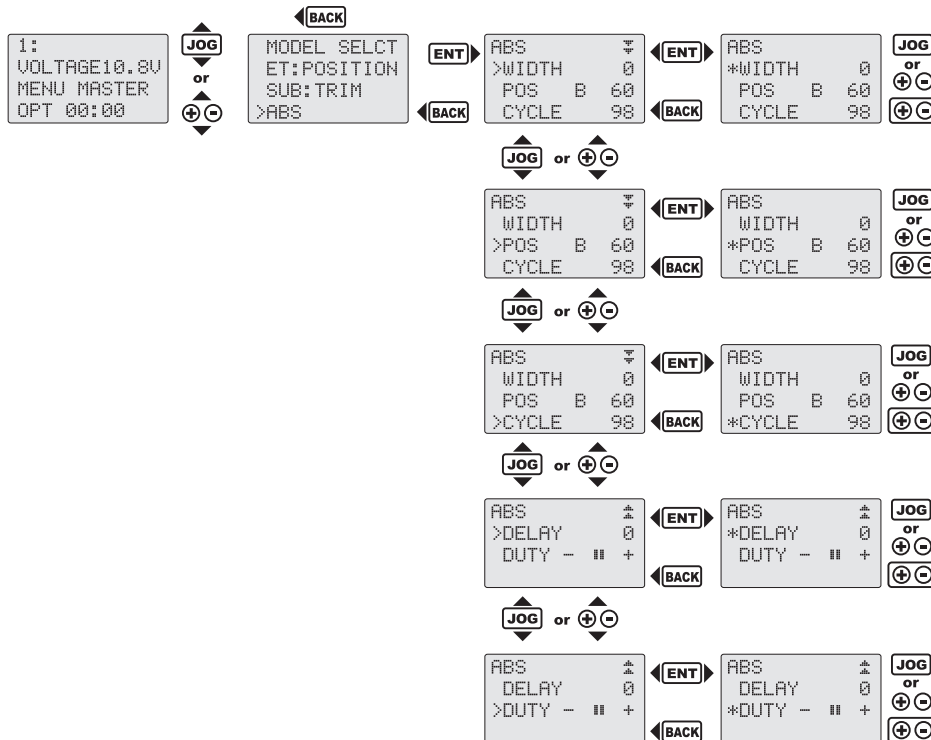 BACK
1:
VOLTAGE10.8V
MENU MASTER
OPT 00:00
JOG
or
MODEL SELCT
ET:POSITION
SUB:TRIM
>ABS
ENT
BACK
ABS
>WIDTH 0
POS B 60
CYCLE 98
ENT
BACK
ABS
*WIDTH 0
POS B 60
CYCLE 98
JOG
or
JOG or
ABS
WIDTH 0
>POS B 60
CYCLE 98
ENT
BACK
ABS
WIDTH 0
*POS B 60
CYCLE 98
JOG
or
JOG or
ABS
WIDTH 0
POS B 60
>CYCLE 98
ENT
BACK
ABS
WIDTH 0
POS B 60
*CYCLE 98
JOG
or
JOG or
ABS
>DELAY 0
DUTY - +
ENT
BACK
ABS
*DELAY 0
DUTY - +
JOG
or
JOG or
ABS
DELAY 0
>DUTY - +
ENT
BACK
ABS
DELAY 0
*DUTY - +
JOG
or